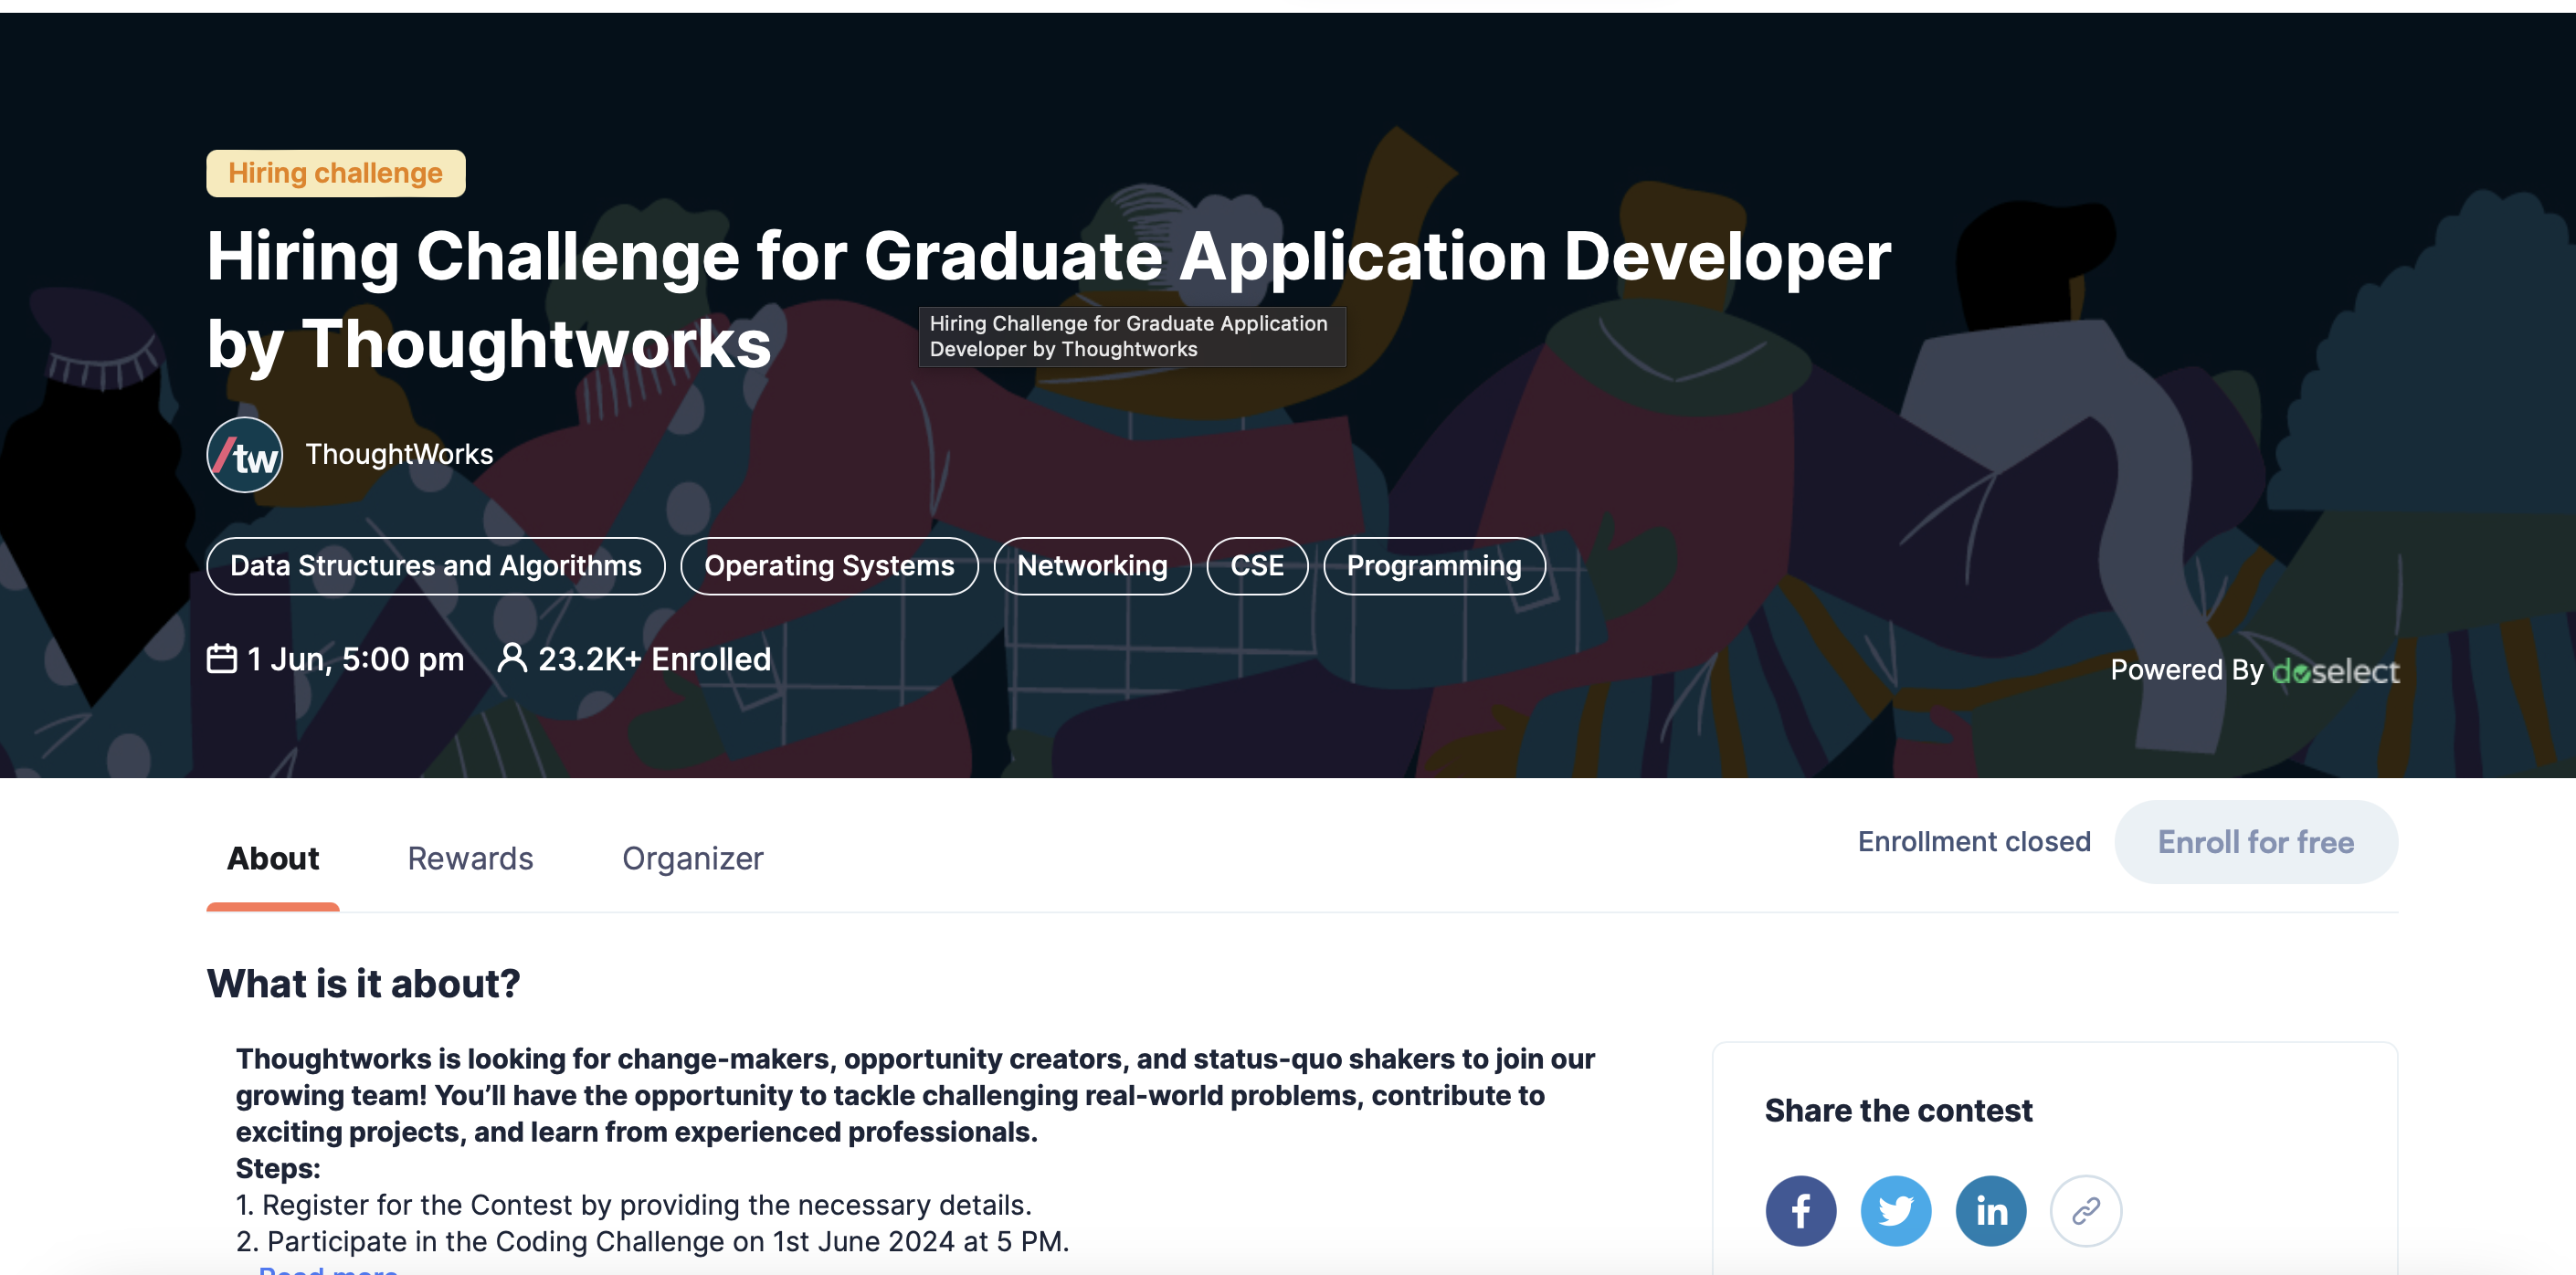 Hiring challenge
Hiring Challenge for Graduate Application Developer
by Thoughtworks
Hiring Challenge for Graduate Application
Developer by Thoughtworks
/tw
ThoughtWorks
Data Structures and Algorithms
Operating Systems
Networking
CSE
Programming
1 Jun, 5:00 pm
23.2K+ Enrolled
Powered By doselect
About
Rewards
Organizer
Enrollment closed
Enroll for free
What is it about?
Thoughtworks is looking for change-makers, opportunity creators, and status-quo shakers to join our
growing team! You’ll have the opportunity to tackle challenging real-world problems, contribute to
exciting projects, and learn from experienced professionals.
Steps:
1. Register for the Contest by providing the necessary details.
2. Participate in the Coding Challenge on 1st June 2024 at 5 PM.
Read more
Share the contest
f
in